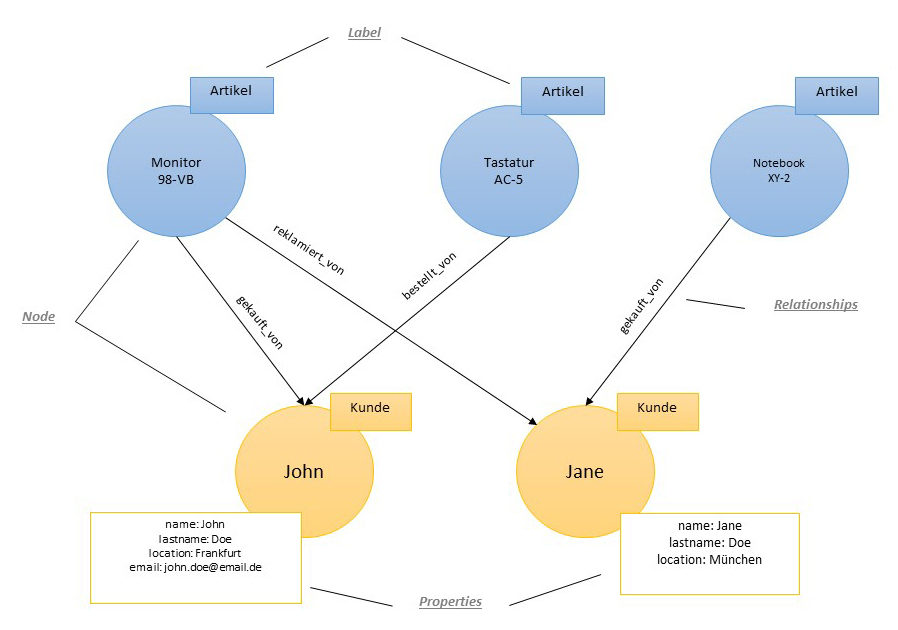 Label
Artikel
Artikel
Artikel
Monitor
98-VB
Tastatur
AC-5
Notebook
XY-2
reklamiert_von
bestellt_von
gekauft_von
gekauft_von
Node
Relationships
Kunde
Kunde
John
Jane
name: John
lastname: Doe
location: Frankfurt
email: john.doe@email.de
name: Jane
lastname: Doe
location: München
Properties